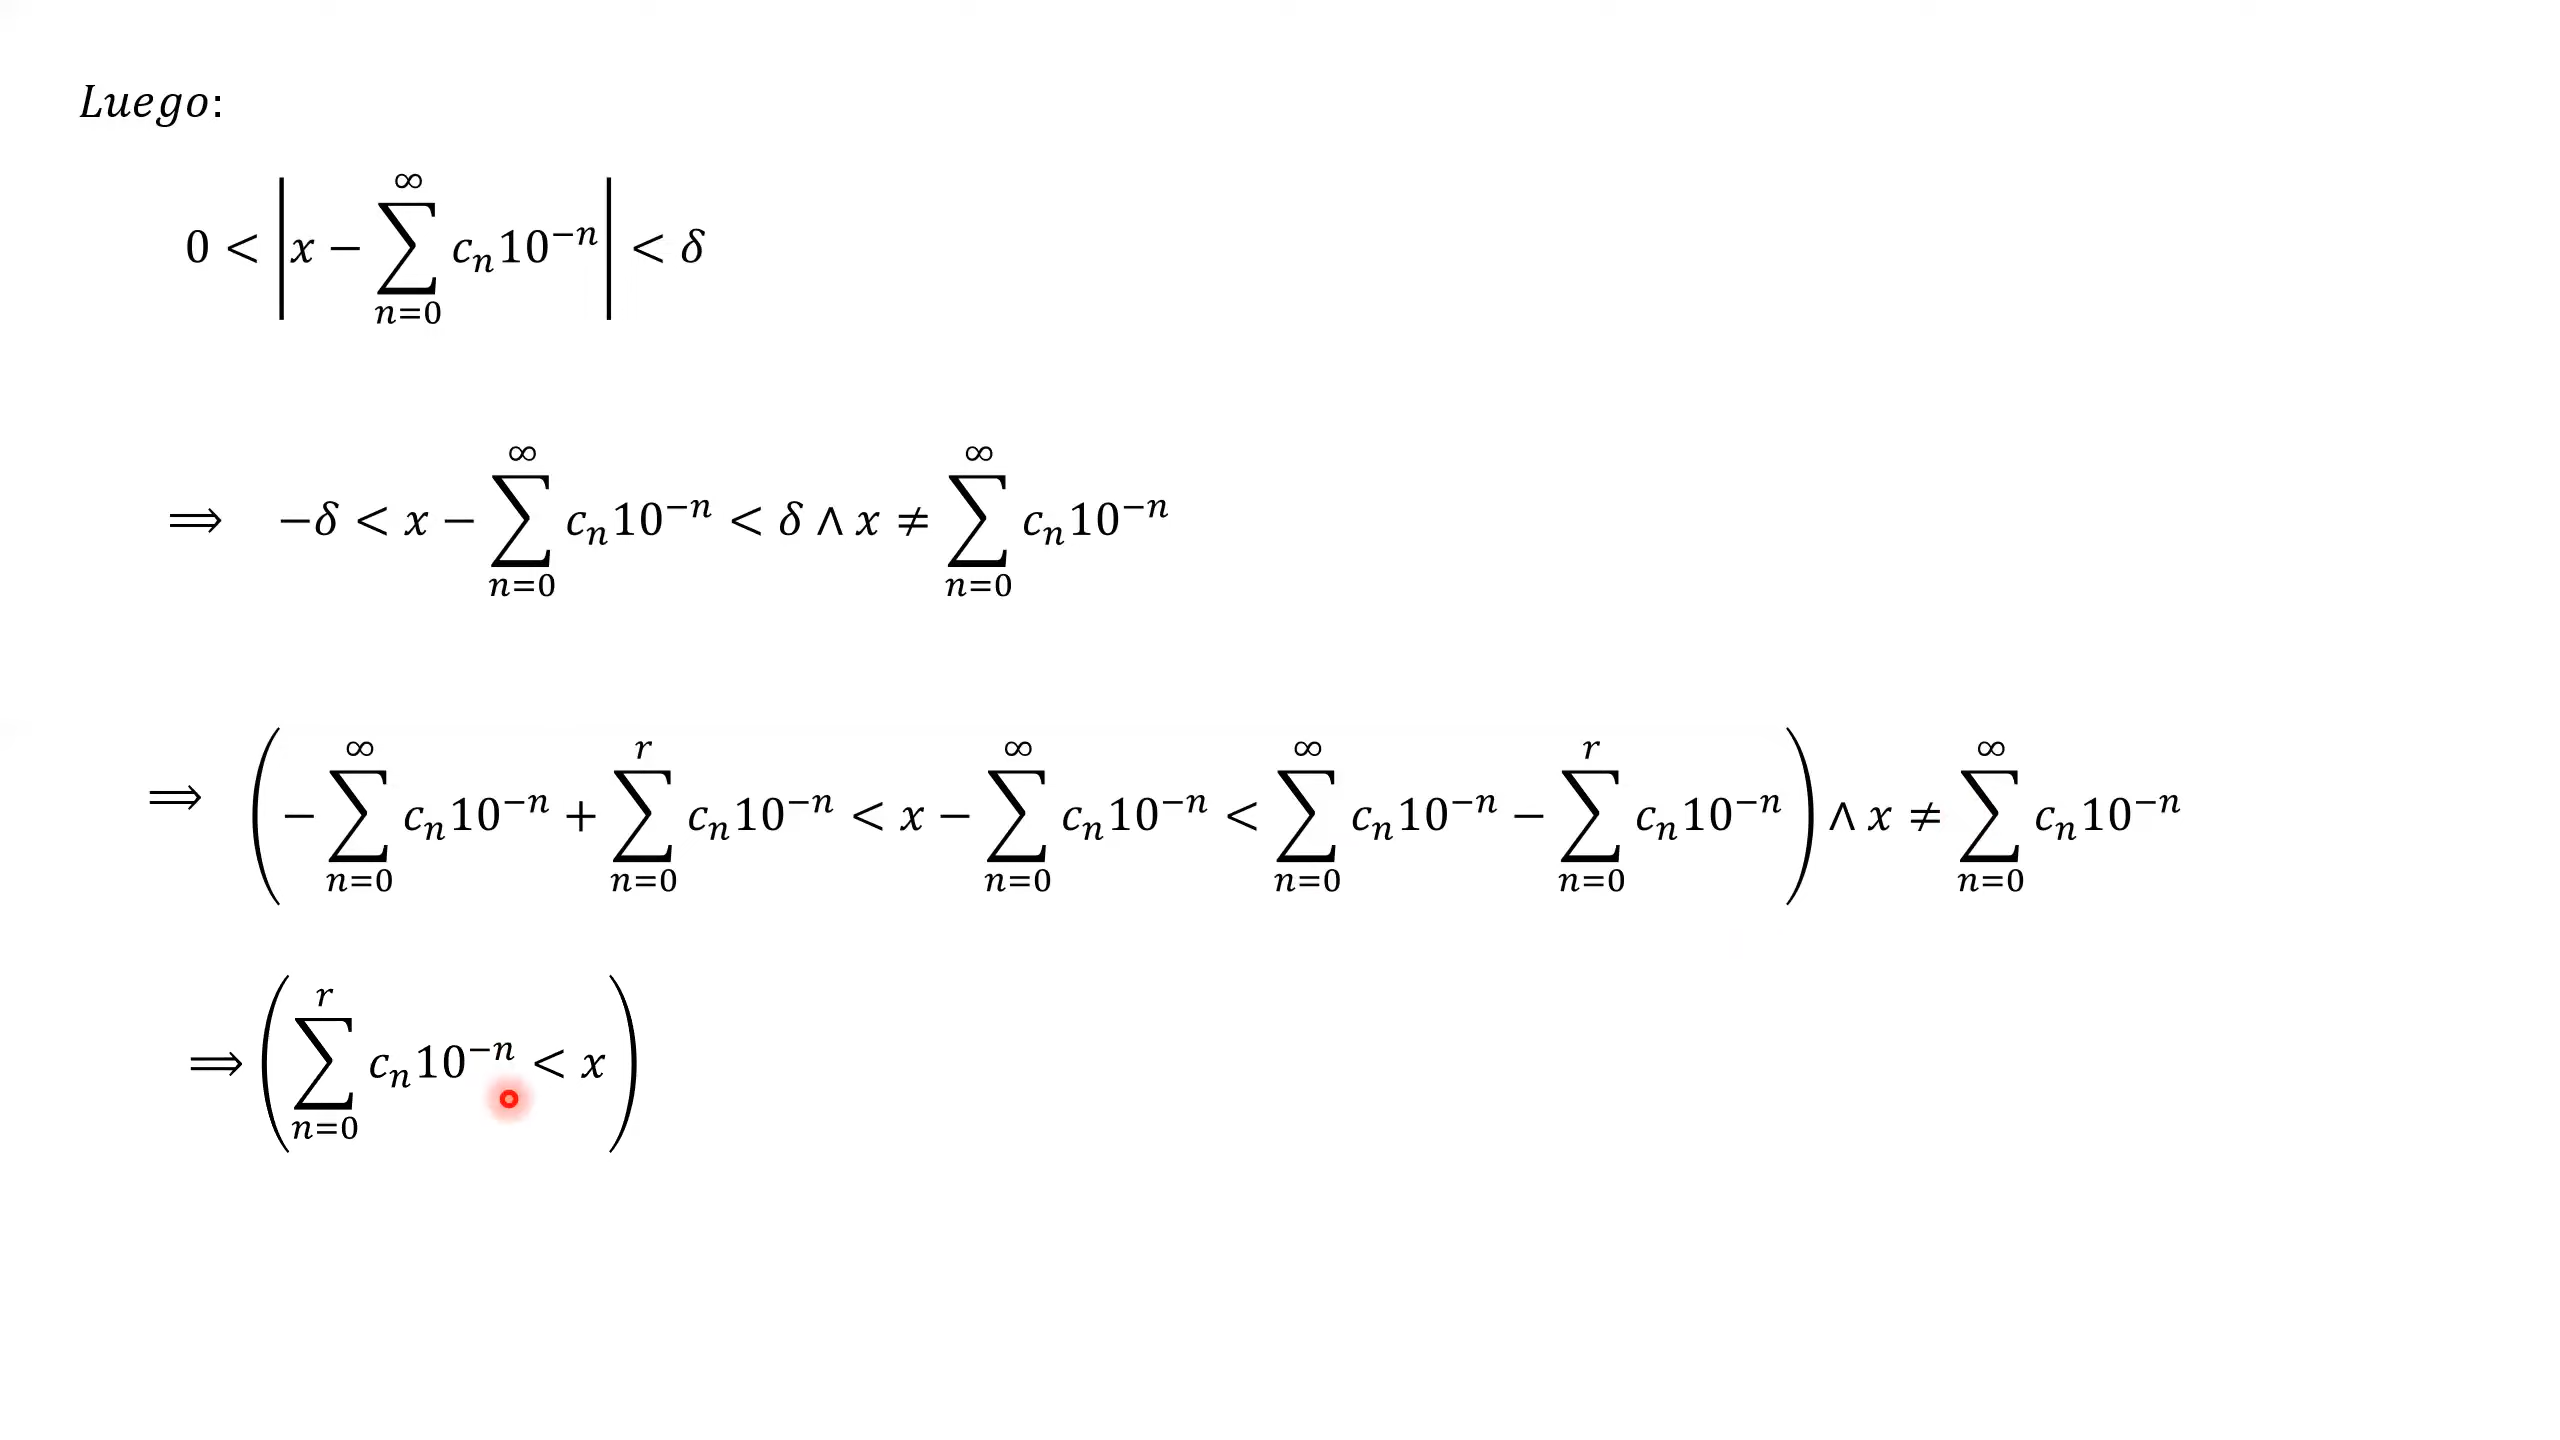 Luego:
0 < |x − ∑_{n=0}^{∞} c_n 10^{−n}| < δ
⟹ −δ < x − ∑_{n=0}^{∞} c_n 10^{−n} < δ ∧ x ≠ ∑_{n=0}^{∞} c_n 10^{−n}
⟹ (−∑_{n=0}^{∞} c_n 10^{−n} + ∑_{n=0}^{r} c_n 10^{−n} < x − ∑_{n=0}^{∞} c_n 10^{−n} < ∑_{n=0}^{∞} c_n 10^{−n} − ∑_{n=0}^{r} c_n 10^{−n}) ∧ x ≠ ∑_{n=0}^{∞} c_n 10^{−n}
⟹ (∑_{n=0}^{r} c_n 10^{−n} < x)